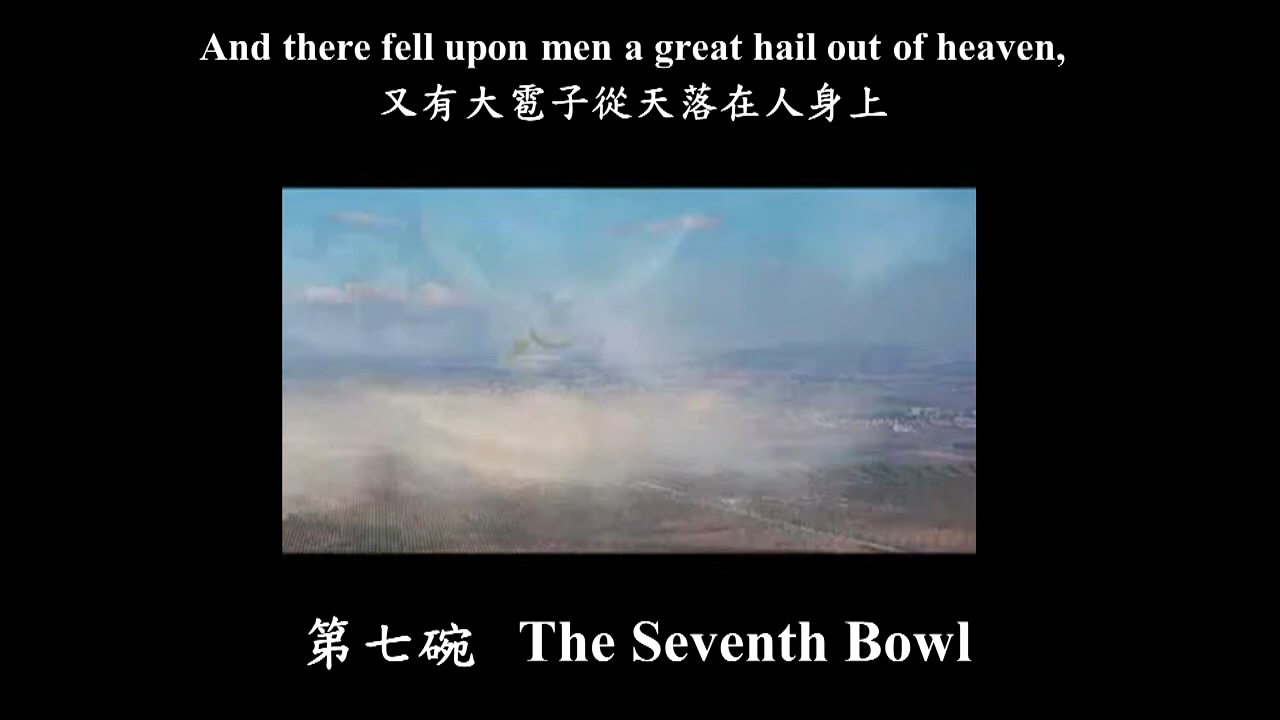 And there fell upon men a great hail out of heaven,
又有大雹子從天落在人身上
第七碗 The Seventh Bowl